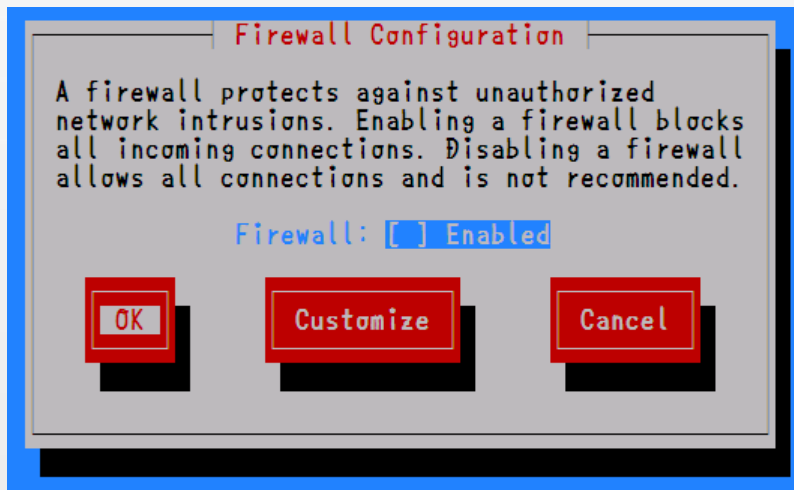 Firewall Configuration
A firewall protects against unauthorized
network intrusions. Enabling a firewall blocks
all incoming connections. Disabling a firewall
allows all connections and is not recommended.
Firewall: [ ] Enabled
OK Customize Cancel